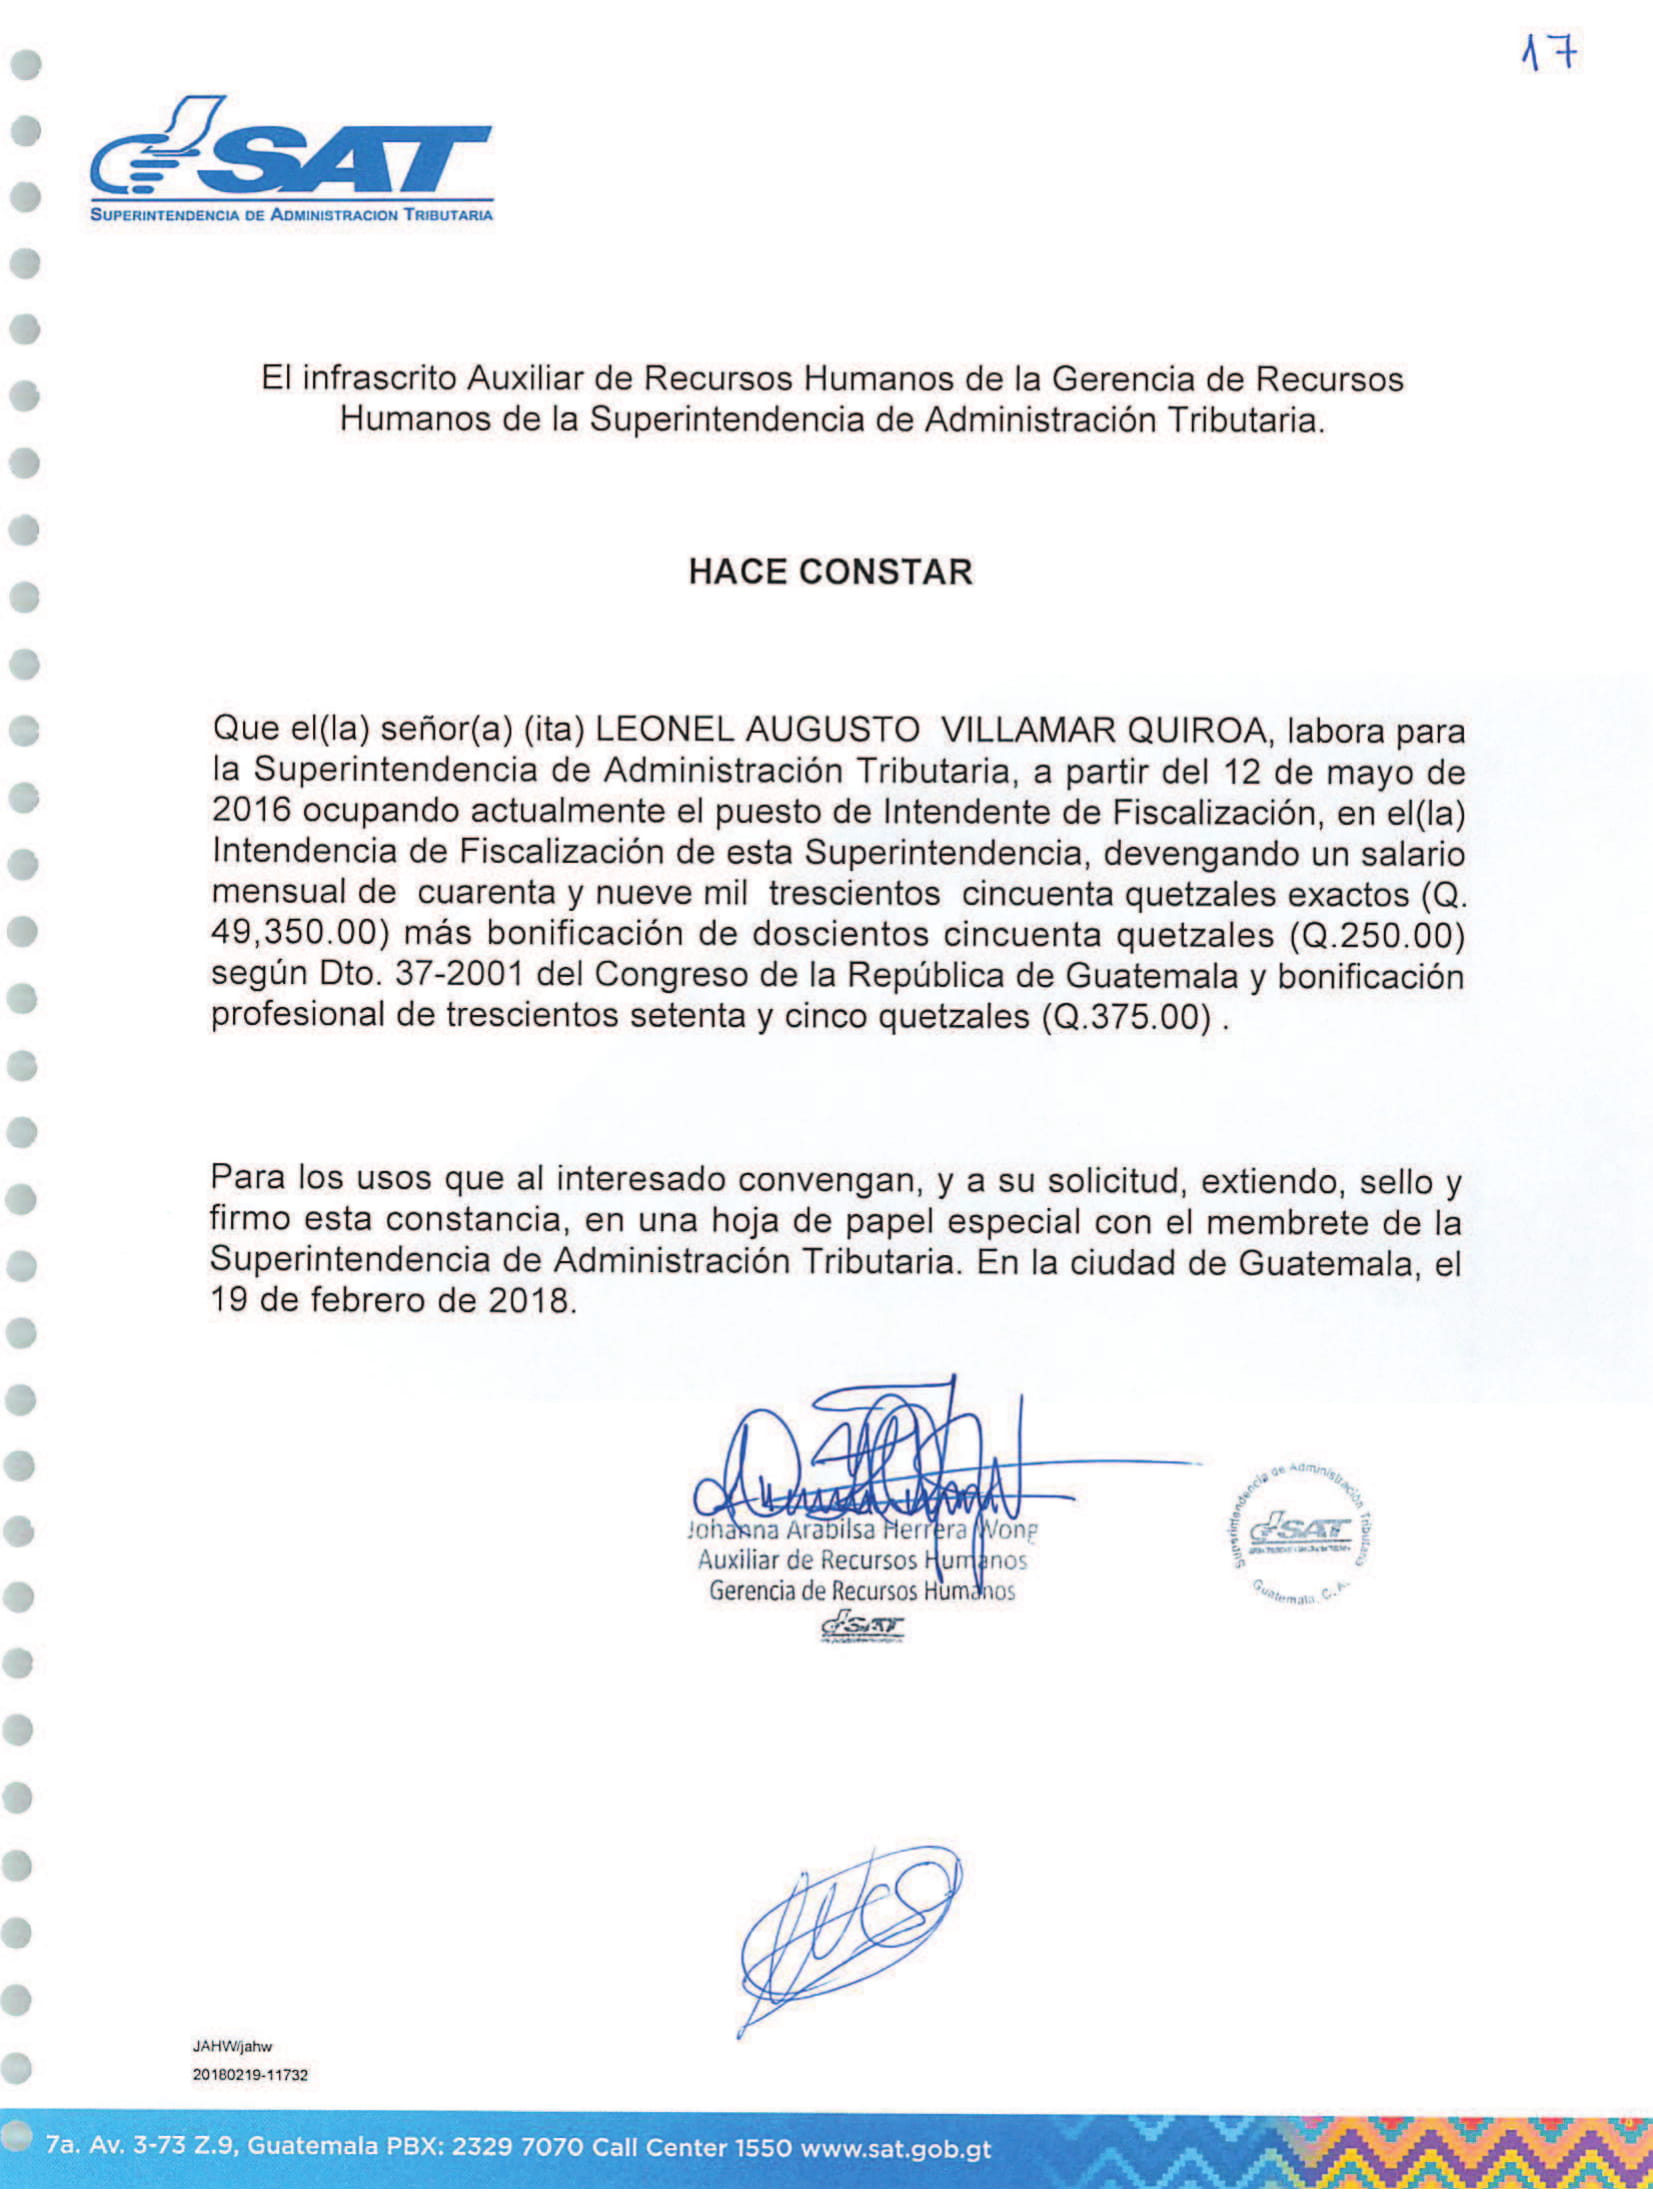 17
SAT
SUPERINTENDENCIA DE ADMINISTRACION TRIBUTARIA
El infrascrito Auxiliar de Recursos Humanos de la Gerencia de Recursos
Humanos de la Superintendencia de Administración Tributaria.
HACE CONSTAR
Que el(la) señor(a) (ita) LEONEL AUGUSTO  VILLAMAR QUIROA, labora para
la Superintendencia de Administración Tributaria, a partir del 12 de mayo de
2016 ocupando actualmente el puesto de Intendente de Fiscalización, en el(la)
Intendencia de Fiscalización de esta Superintendencia, devengando un salario
mensual de  cuarenta y nueve mil  trescientos  cincuenta quetzales exactos (Q.
49,350.00) más bonificación de doscientos cincuenta quetzales (Q.250.00)
según Dto. 37-2001 del Congreso de la República de Guatemala y bonificación
profesional de trescientos setenta y cinco quetzales (Q.375.00) .
Para los usos que al interesado convengan, y a su solicitud, extiendo, sello y
firmo esta constancia, en una hoja de papel especial con el membrete de la
Superintendencia de Administración Tributaria. En la ciudad de Guatemala, el
19 de febrero de 2018.
Johanna Arabilsa Herrera Wong
Auxiliar de Recursos Humanos
Gerencia de Recursos Humanos
SAT
Superintendencia de Administración Tributaria
SAT
Guatemala, C. A.
JAHW/jahw
20180219-11732
7a. Av. 3-73 Z.9, Guatemala PBX: 2329 7070 Call Center 1550 www.sat.gob.gt